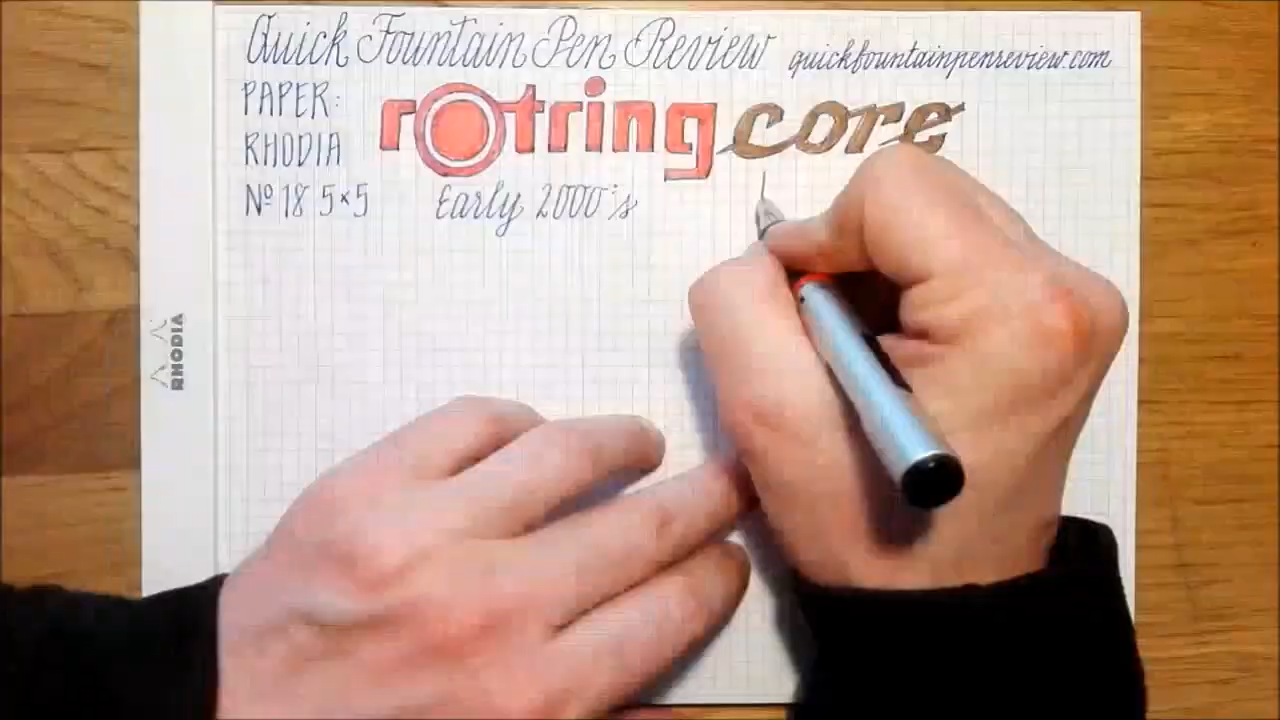 Quick Fountain Pen Review quickfountainpenreview.com
PAPER:
RHODIA
Nº 18 5×5
rotring core
Early 2000's
RHODIA